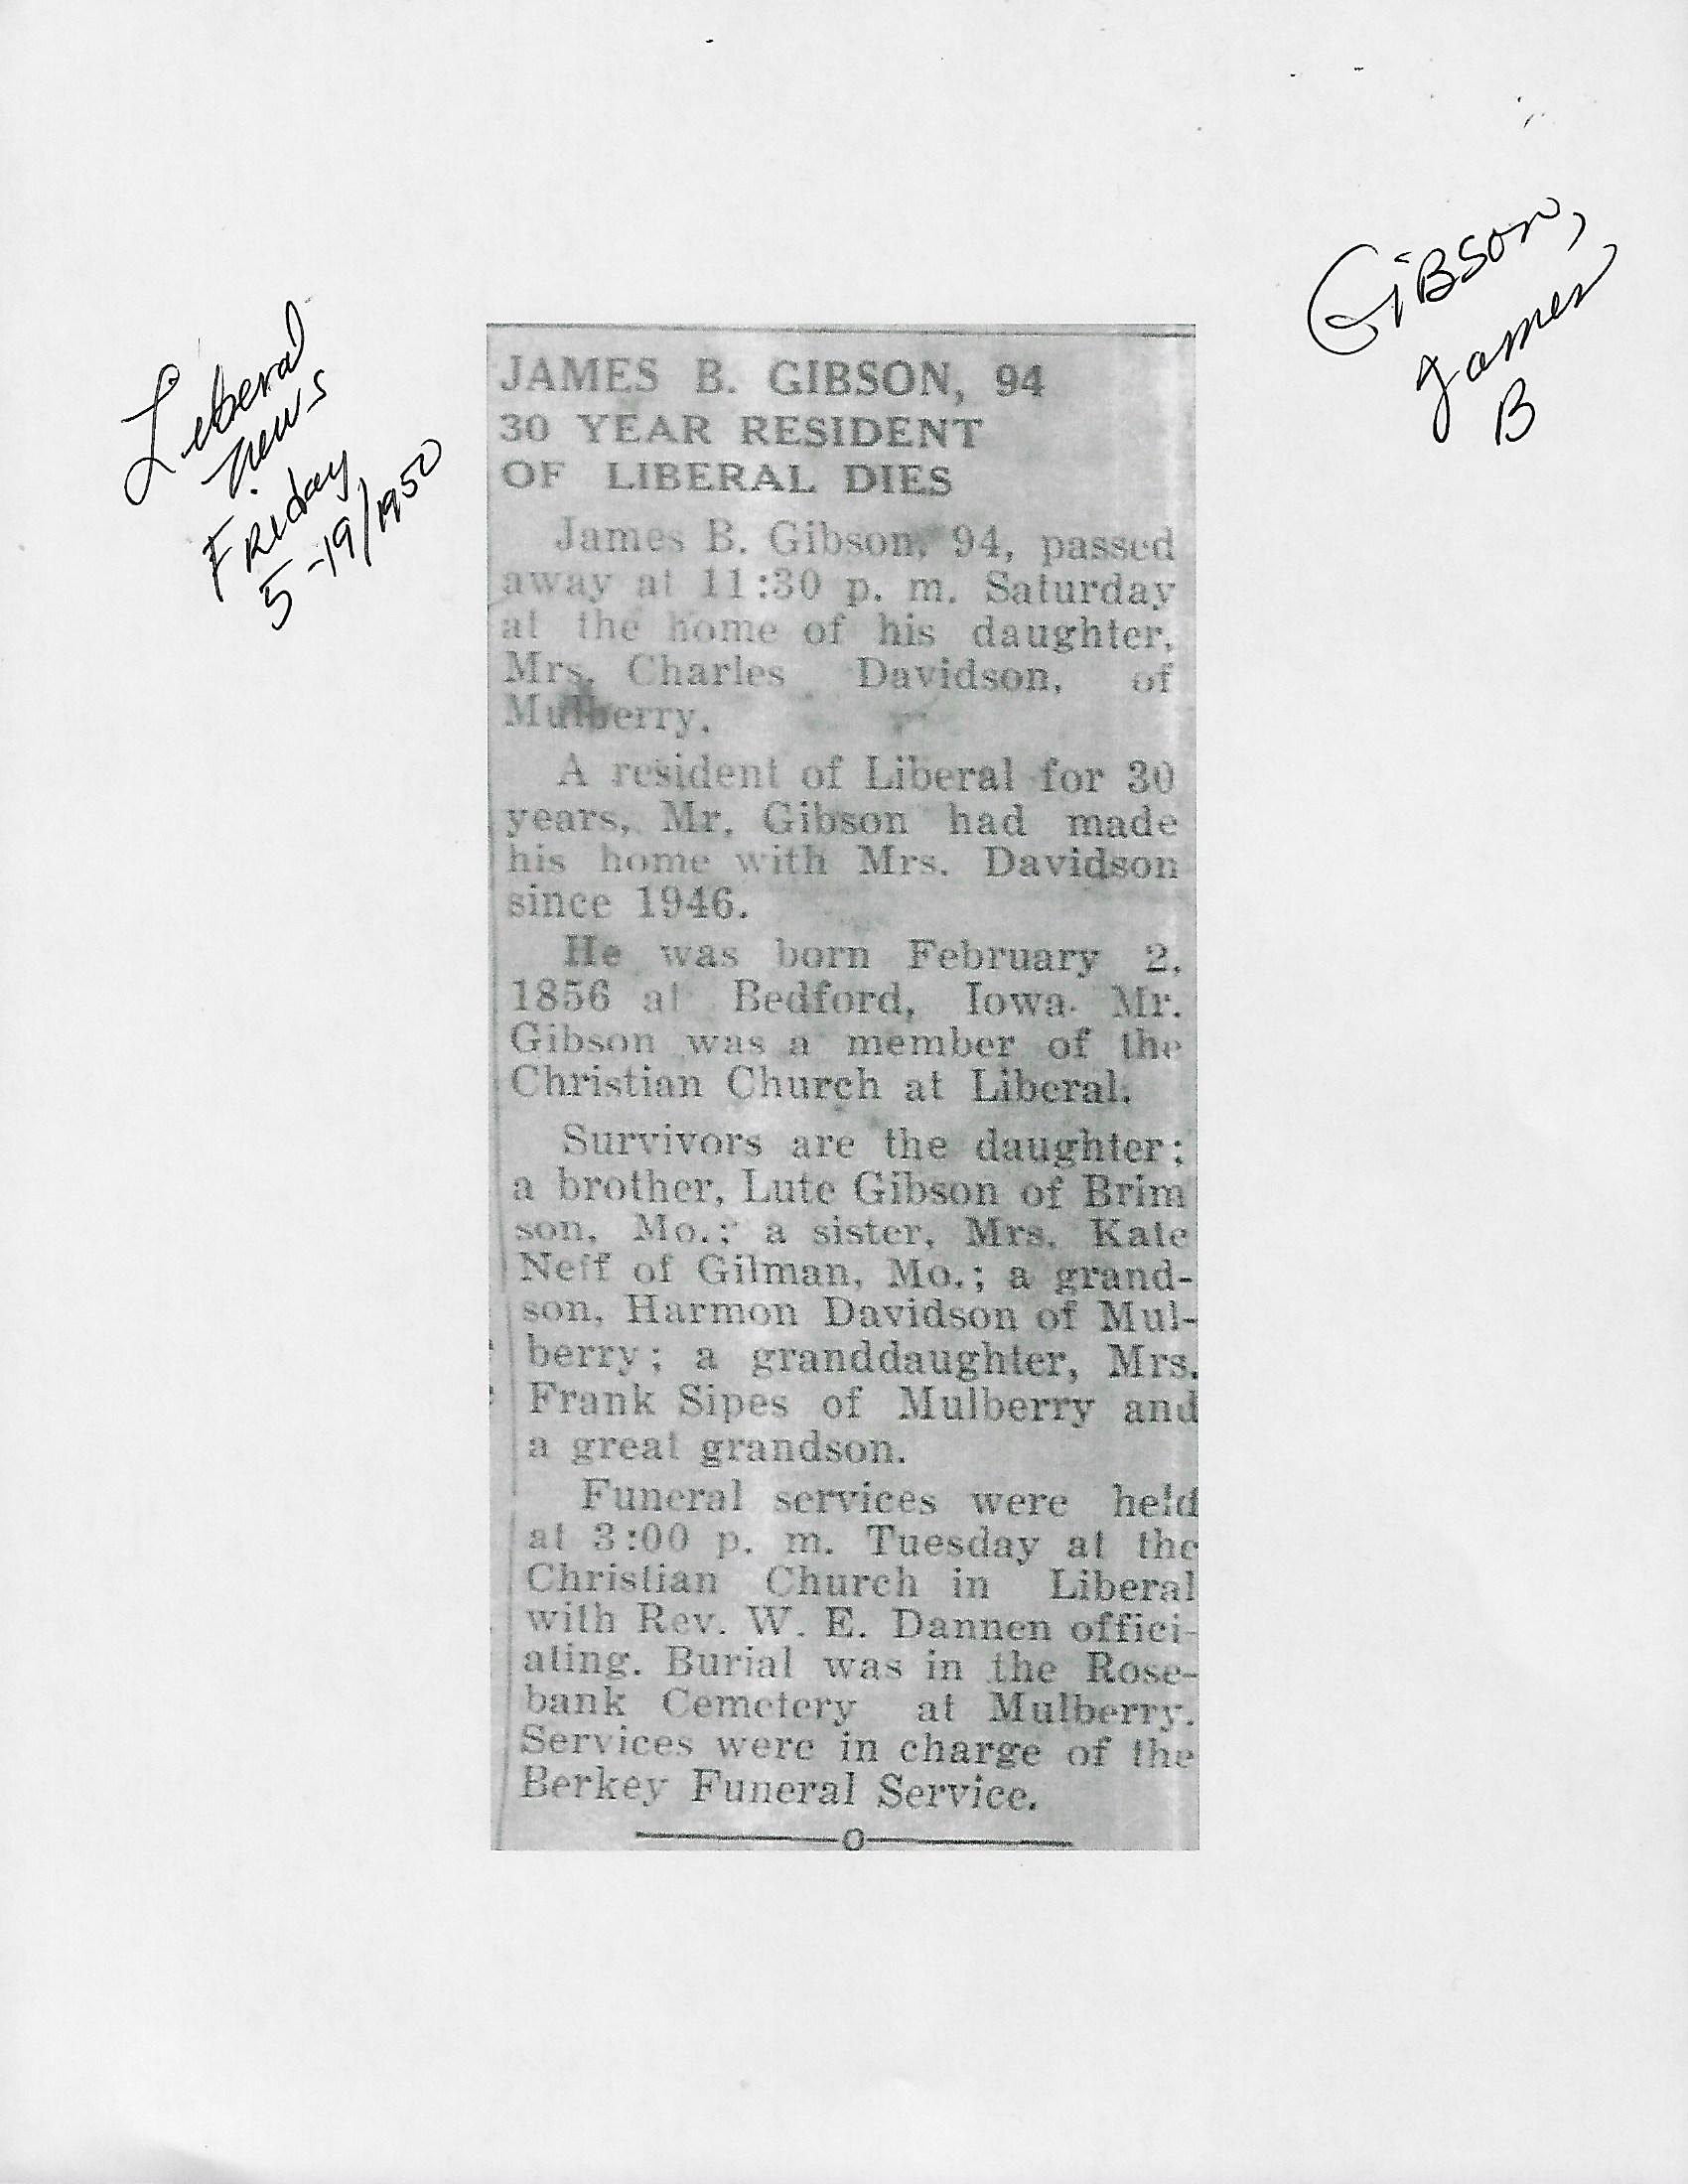 Gibson,
James
B
Liberal
News
Friday
5-19/1950
JAMES B. GIBSON, 94
30 YEAR RESIDENT
OF LIBERAL DIES
James B. Gibson, 94, passed
away at 11:30 p. m. Saturday
at the home of his daughter,
Mrs. Charles Davidson, of
Mulberry.
A resident of Liberal for 30
years, Mr. Gibson had made
his home with Mrs. Davidson
since 1946.
He was born February 2,
1856 at Bedford, Iowa. Mr.
Gibson was a member of the
Christian Church at Liberal.
Survivors are the daughter;
a brother, Lute Gibson of Brim
son, Mo.; a sister, Mrs. Kate
Neff of Gilman, Mo.; a grand-
son, Harmon Davidson of Mul-
berry; a granddaughter, Mrs.
Frank Sipes of Mulberry and
a great grandson.
Funeral services were held
at 3:00 p. m. Tuesday at the
Christian Church in Liberal
with Rev. W. E. Dannen offici-
ating. Burial was in the Rose-
bank Cemetery at Mulberry.
Services were in charge of the
Berkey Funeral Service.